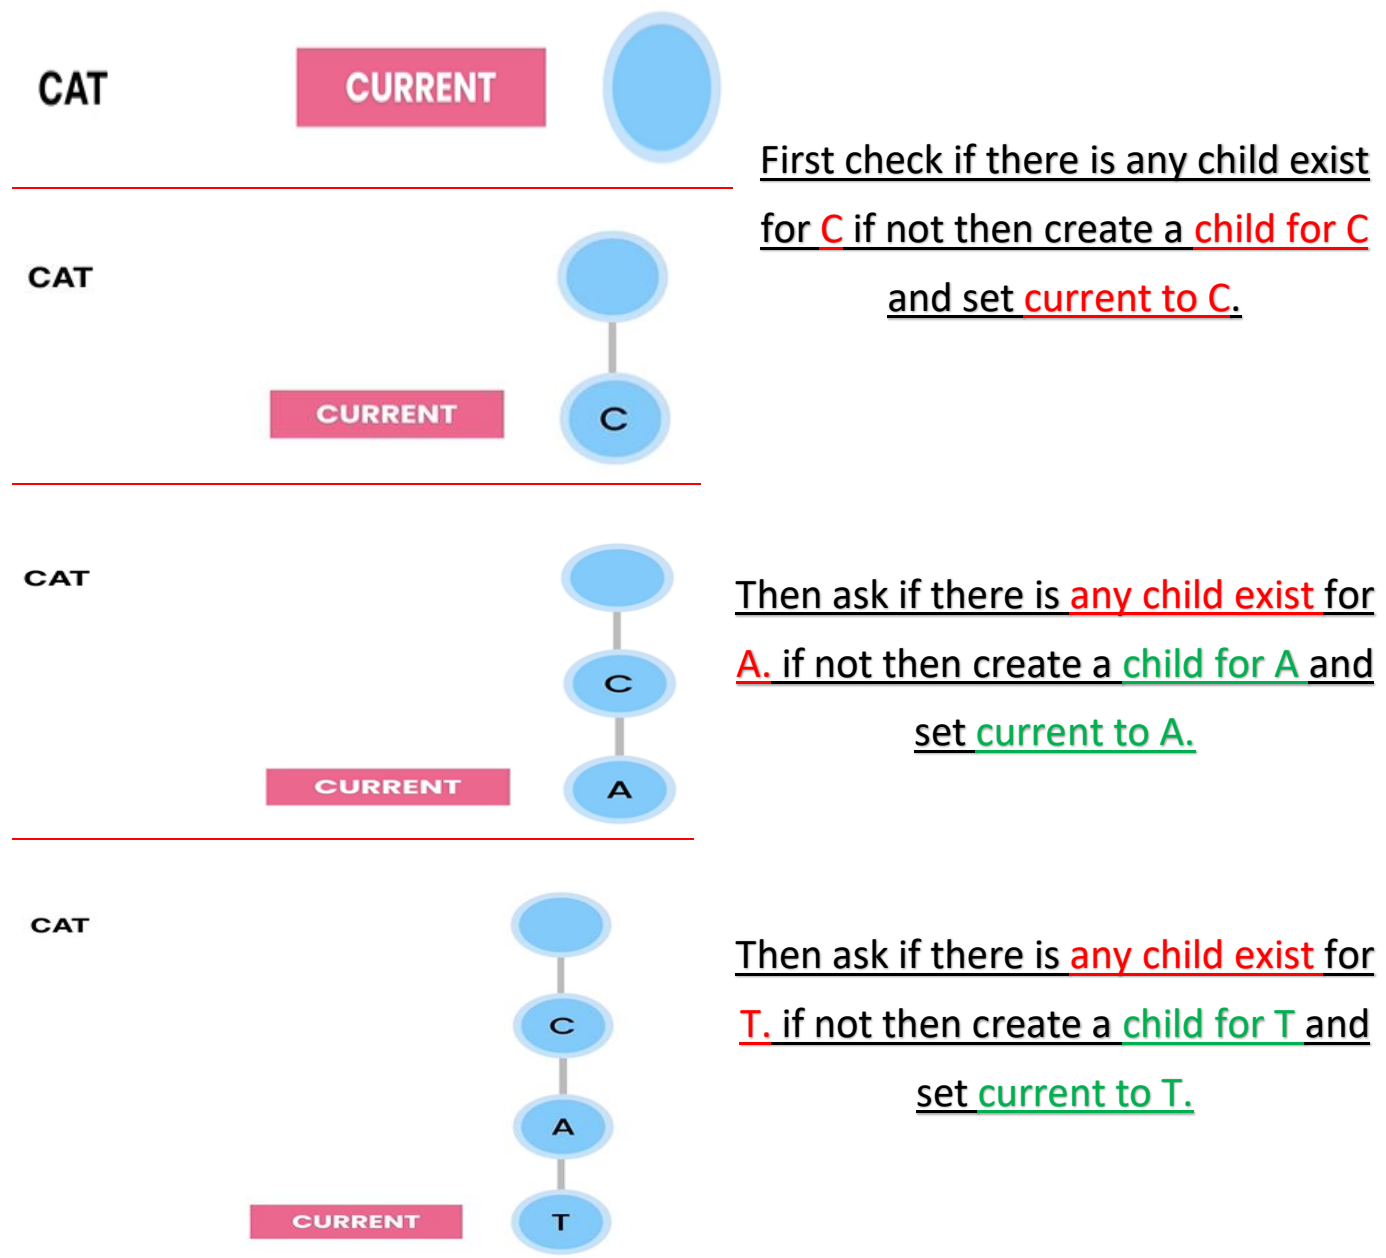 CAT
CURRENT
First check if there is any child exist
for C if not then create a child for C
and set current to C.
CAT
CURRENT
C
CAT
C
CURRENT
A
Then ask if there is any child exist for
A. if not then create a child for A and
set current to A.
CAT
C
A
CURRENT
T
Then ask if there is any child exist for
T. if not then create a child for T and
set current to T.